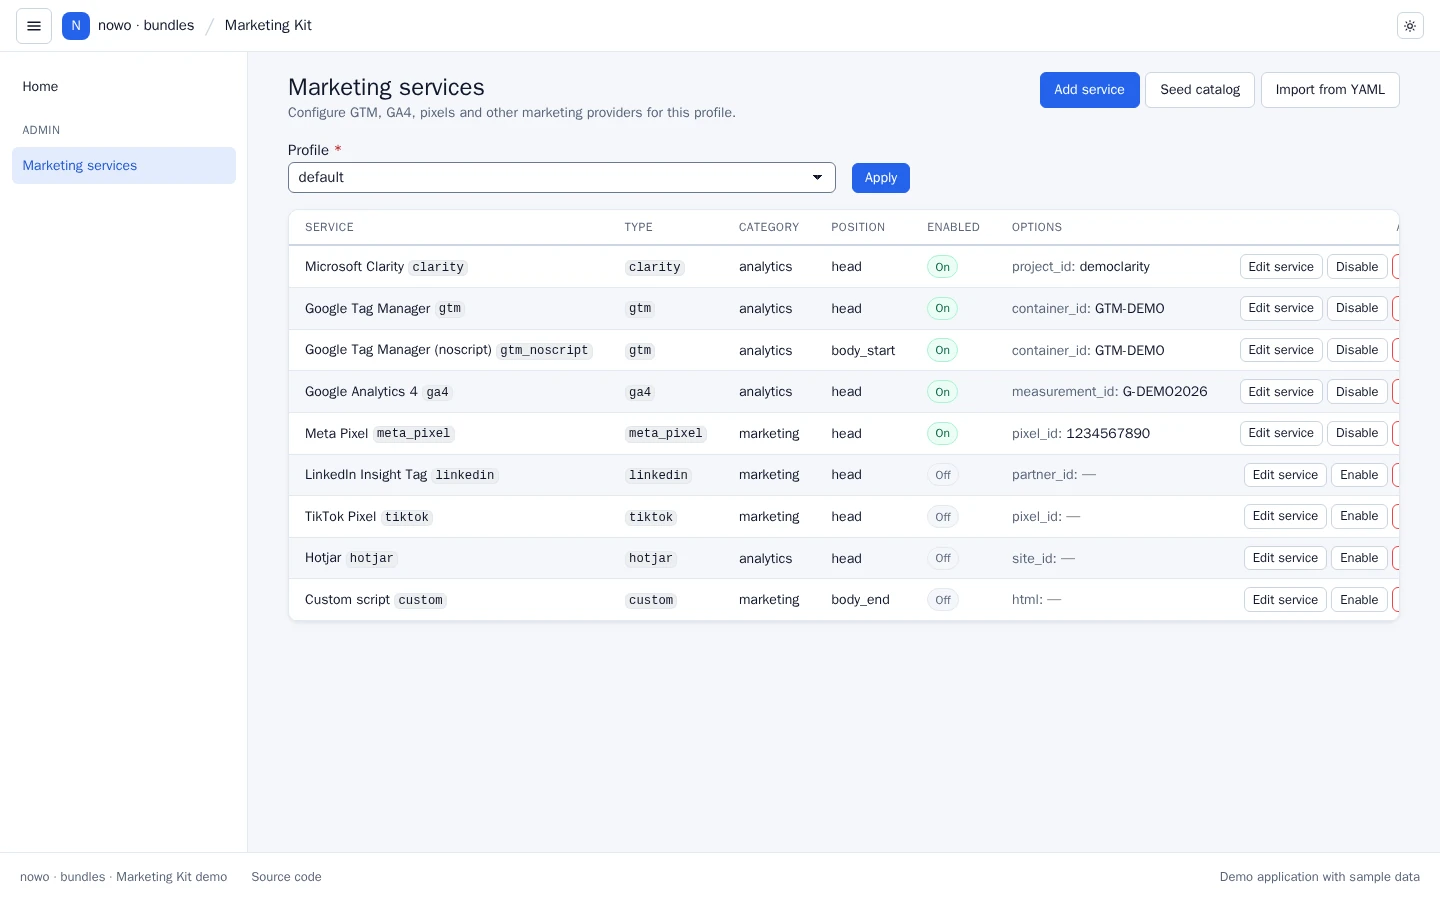 N nowo · bundles / Marketing Kit
Home
ADMIN
Marketing services
Marketing services
Configure GTM, GA4, pixels and other marketing providers for this profile.
Add service Seed catalog Import from YAML
Profile *
default Apply
SERVICE TYPE CATEGORY POSITION ENABLED OPTIONS
Microsoft Clarity clarity clarity analytics head On project_id: democlarity Edit service Disable
Google Tag Manager gtm gtm analytics head On container_id: GTM-DEMO Edit service Disable
Google Tag Manager (noscript) gtm_noscript gtm analytics body_start On container_id: GTM-DEMO Edit service Disable
Google Analytics 4 ga4 ga4 analytics head On measurement_id: G-DEMO2026 Edit service Disable
Meta Pixel meta_pixel meta_pixel marketing head On pixel_id: 1234567890 Edit service Disable
LinkedIn Insight Tag linkedin linkedin marketing head Off partner_id: — Edit service Enable
TikTok Pixel tiktok tiktok marketing head Off pixel_id: — Edit service Enable
Hotjar hotjar hotjar analytics head Off site_id: — Edit service Enable
Custom script custom custom marketing body_end Off html: — Edit service Enable
nowo · bundles · Marketing Kit demo Source code Demo application with sample data